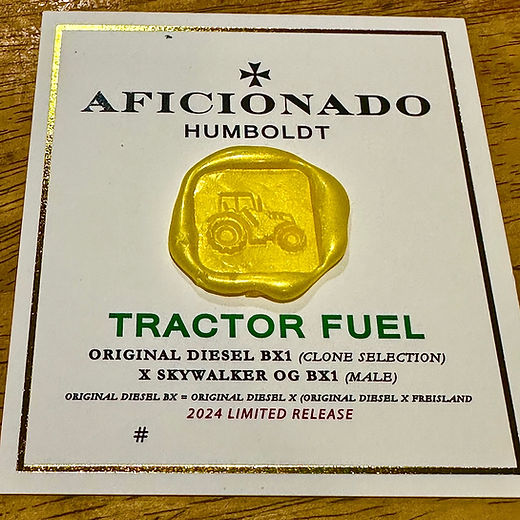 AFICIONADO
HUMBOLDT
TRACTOR FUEL
ORIGINAL DIESEL BX1 (CLONE SELECTION)
X SKYWALKER OG BX1 (MALE)
ORIGINAL DIESEL BX = ORIGINAL DIESEL X (ORIGINAL DIESEL X FREISLAND
2024 LIMITED RELEASE
#